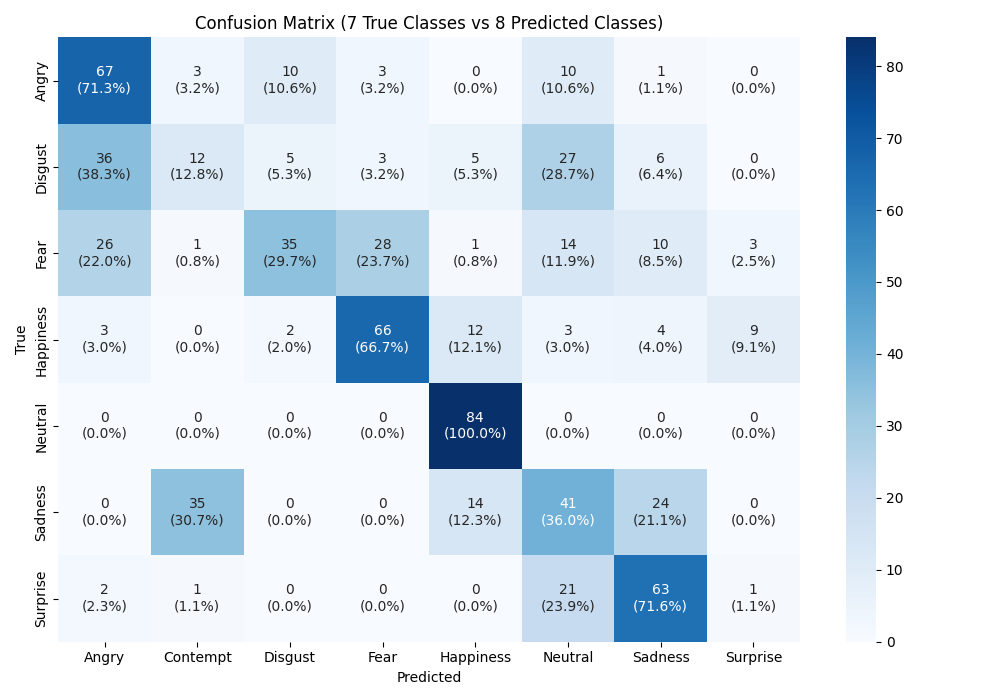 Confusion Matrix (7 True Classes vs 8 Predicted Classes)
True
Angry
67 3 10 3 0 10 1 0
(71.3%) (3.2%) (10.6%) (3.2%) (0.0%) (10.6%) (1.1%) (0.0%)
Disgust
36 12 5 3 5 27 6 0
(38.3%) (12.8%) (5.3%) (3.2%) (5.3%) (28.7%) (6.4%) (0.0%)
Fear
26 1 35 28 1 14 10 3
(22.0%) (0.8%) (29.7%) (23.7%) (0.8%) (11.9%) (8.5%) (2.5%)
Happiness
3 0 2 66 12 3 4 9
(3.0%) (0.0%) (2.0%) (66.7%) (12.1%) (3.0%) (4.0%) (9.1%)
Neutral
0 0 0 0 84 0 0 0
(0.0%) (0.0%) (0.0%) (0.0%) (100.0%) (0.0%) (0.0%) (0.0%)
Sadness
0 35 0 0 14 41 24 0
(0.0%) (30.7%) (0.0%) (0.0%) (12.3%) (36.0%) (21.1%) (0.0%)
Surprise
2 1 0 0 0 21 63 1
(2.3%) (1.1%) (0.0%) (0.0%) (0.0%) (23.9%) (71.6%) (1.1%)
Angry Contempt Disgust Fear Happiness Neutral Sadness Surprise
Predicted
80
70
60
50
40
30
20
10
0